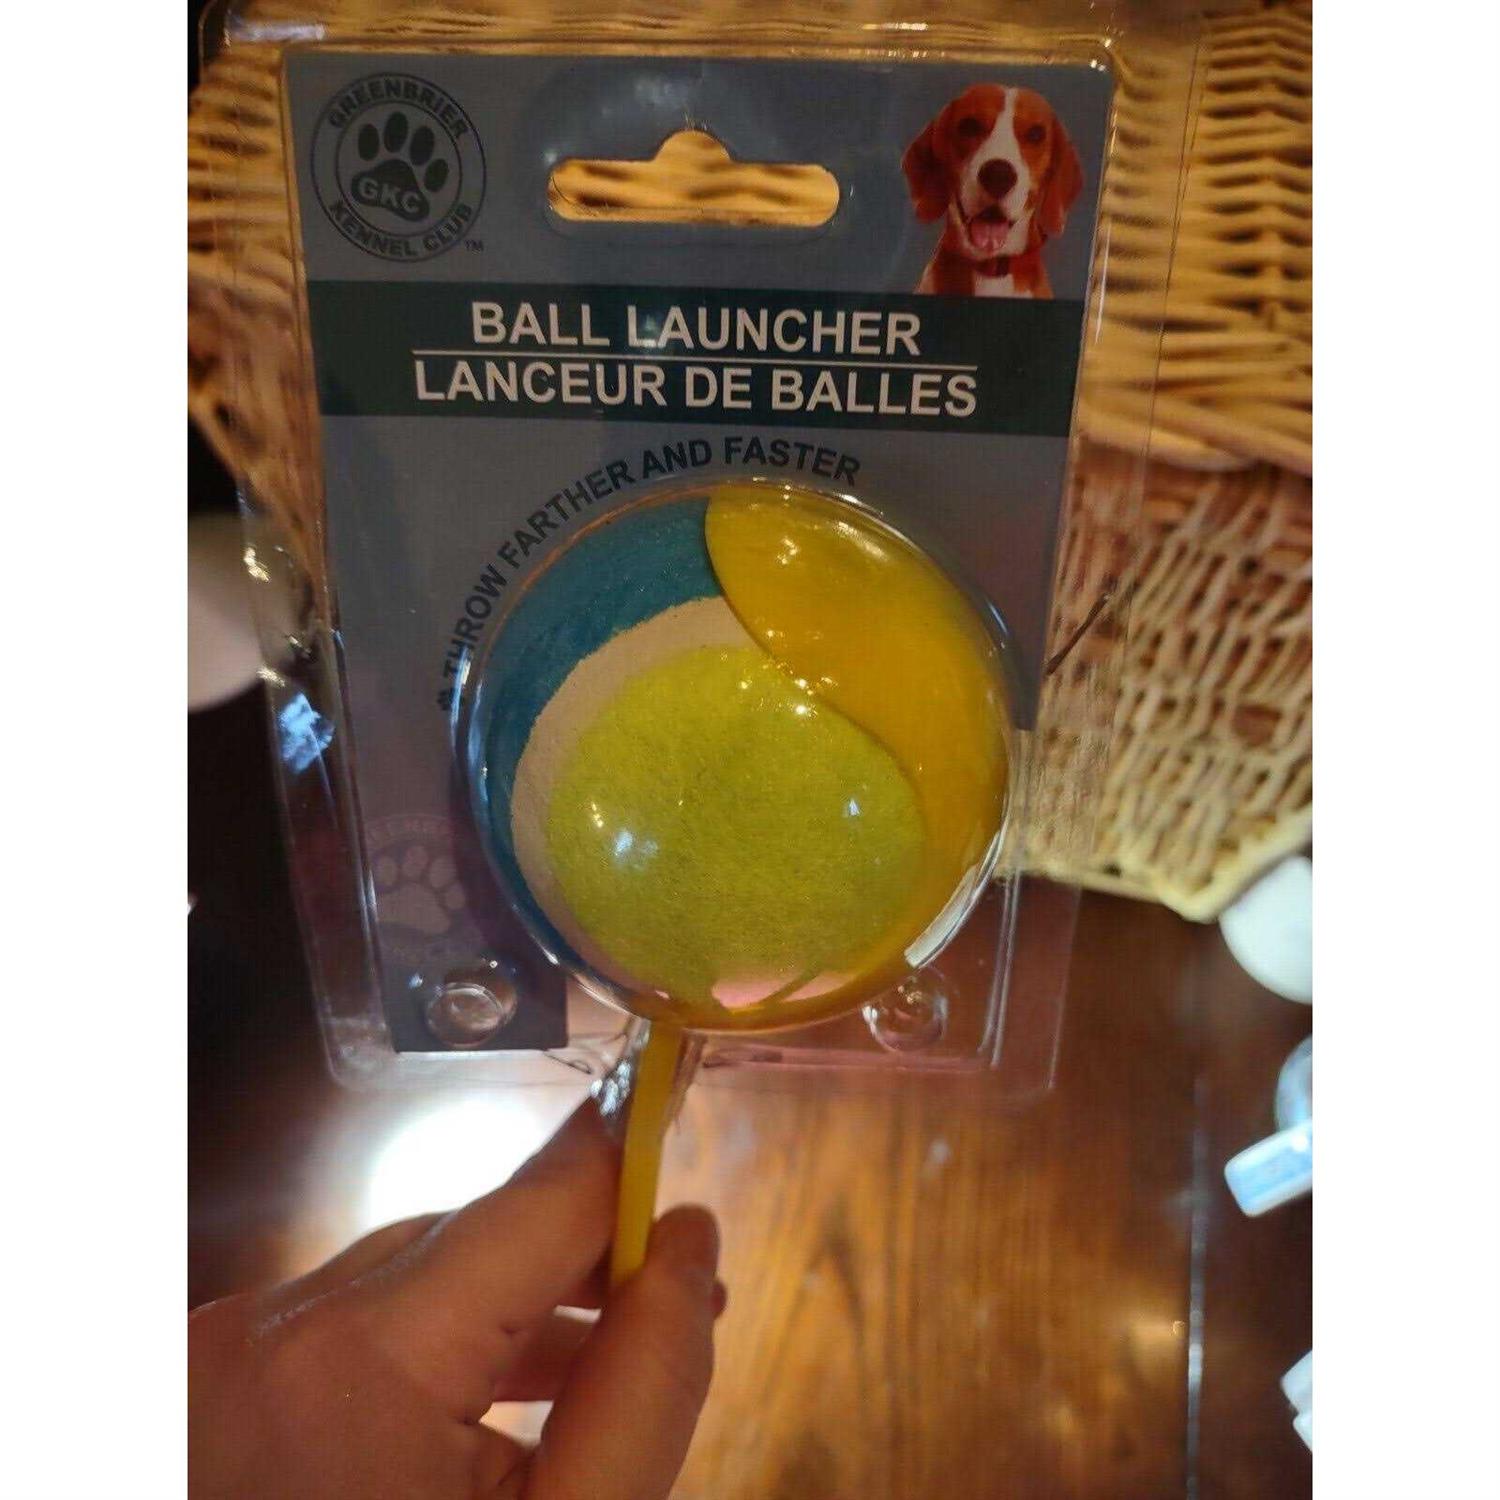 GREENBRIER
GKC
KENNEL CLUB
TM
BALL LAUNCHER
LANCEUR DE BALLES
THROW FARTHER AND FASTER